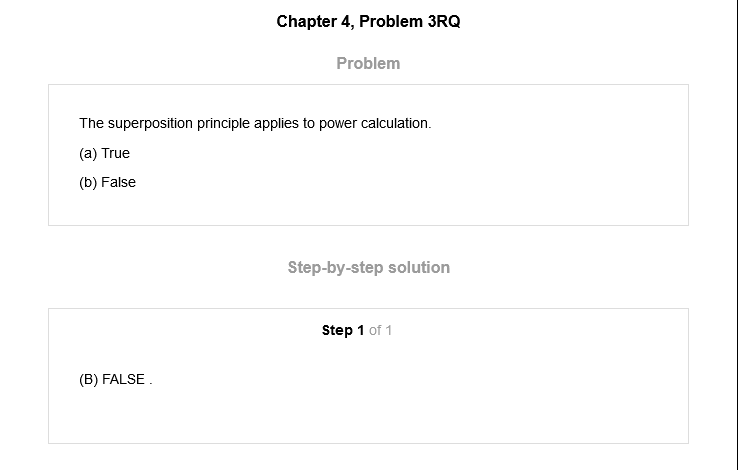 Chapter 4, Problem 3RQ
Problem
The superposition principle applies to power calculation.
(a) True
(b) False
Step-by-step solution
Step 1 of 1
(B) FALSE .